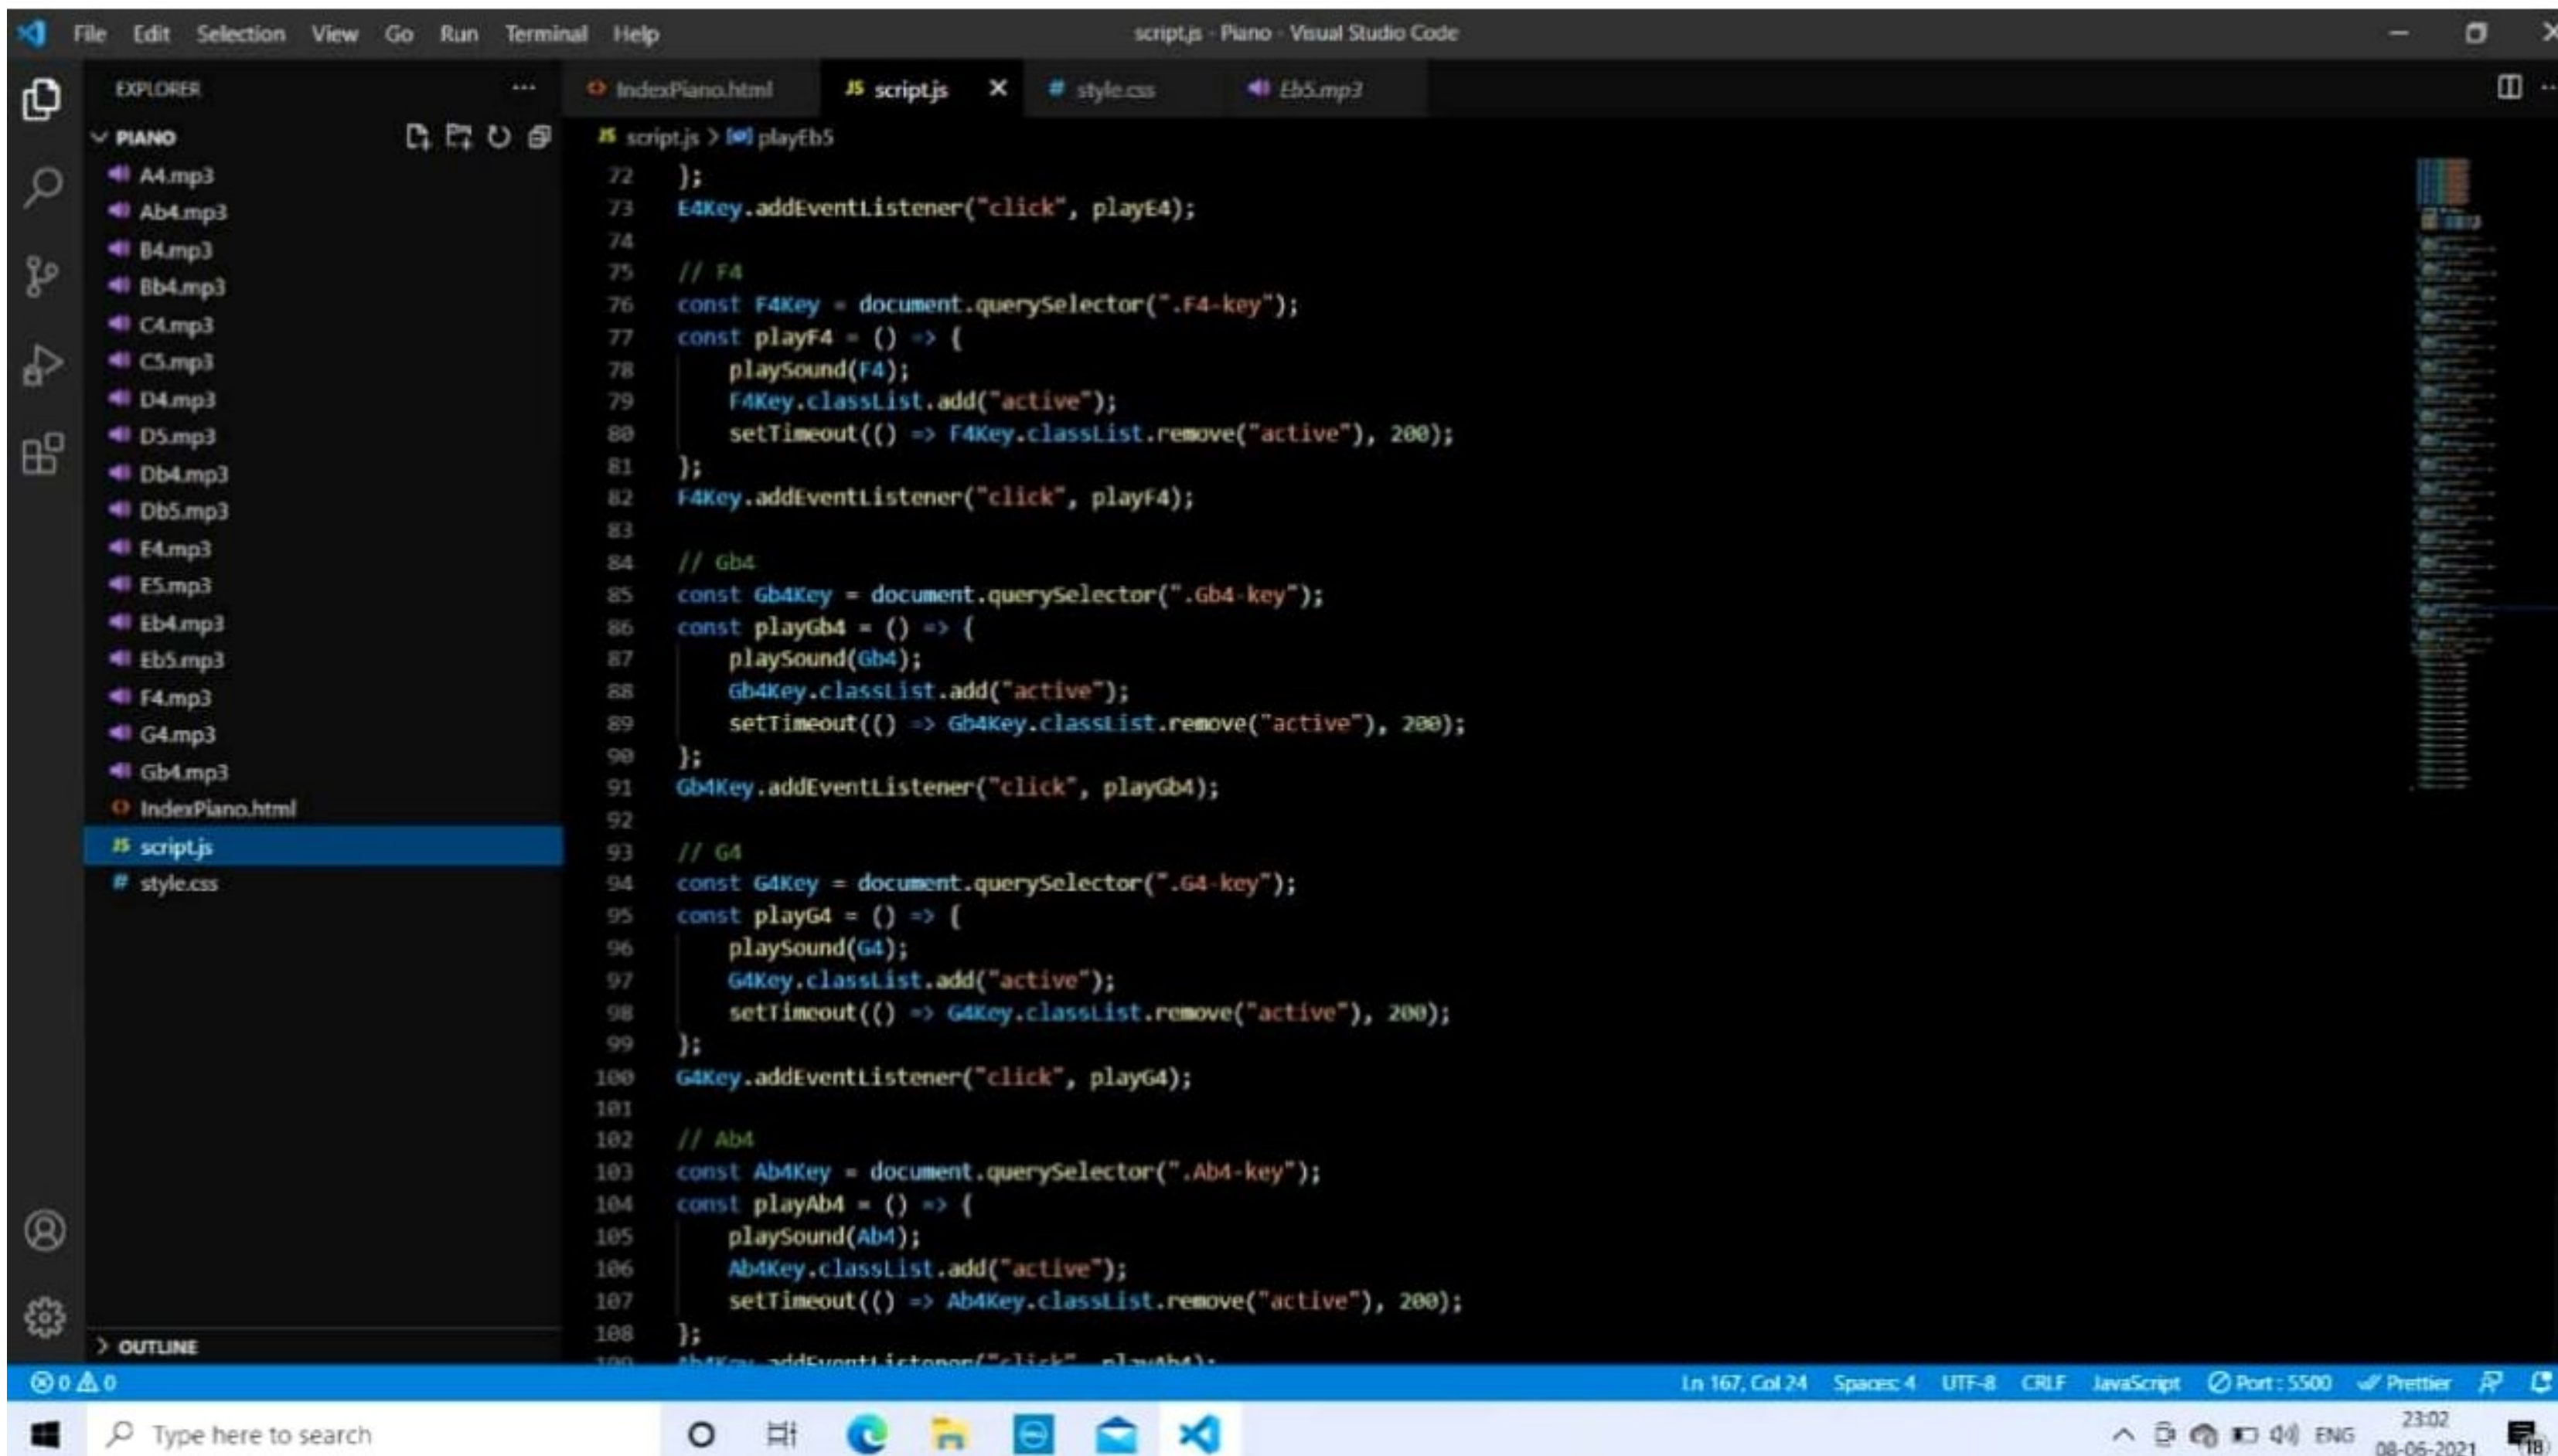 File Edit Selection View Go Run Terminal Help
script.js - Piano - Visual Studio Code
EXPLORER
IndexPiano.html
JS script.js
# style.css
Eb5.mp3
PIANO
JS script.js > playEb5
A4.mp3
Ab4.mp3
B4.mp3
Bb4.mp3
C4.mp3
C5.mp3
D4.mp3
D5.mp3
Db4.mp3
Db5.mp3
E4.mp3
E5.mp3
Eb4.mp3
Eb5.mp3
F4.mp3
G4.mp3
Gb4.mp3
IndexPiano.html
JS script.js
# style.css
OUTLINE
72 };
73 E4Key.addEventListener("click", playE4);
74
75 // F4
76 const F4Key = document.querySelector(".F4-key");
77 const playF4 = () => {
78 playSound(F4);
79 F4Key.classList.add("active");
80 setTimeout(() => F4Key.classList.remove("active"), 200);
81 };
82 F4Key.addEventListener("click", playF4);
83
84 // Gb4
85 const Gb4Key = document.querySelector(".Gb4-key");
86 const playGb4 = () => {
87 playSound(Gb4);
88 Gb4Key.classList.add("active");
89 setTimeout(() => Gb4Key.classList.remove("active"), 200);
90 };
91 Gb4Key.addEventListener("click", playGb4);
92
93 // G4
94 const G4Key = document.querySelector(".G4-key");
95 const playG4 = () => {
96 playSound(G4);
97 G4Key.classList.add("active");
98 setTimeout(() => G4Key.classList.remove("active"), 200);
99 };
100 G4Key.addEventListener("click", playG4);
101
102 // Ab4
103 const Ab4Key = document.querySelector(".Ab4-key");
104 const playAb4 = () => {
105 playSound(Ab4);
106 Ab4Key.classList.add("active");
107 setTimeout(() => Ab4Key.classList.remove("active"), 200);
108 };
109 Ab4Key.addEventListener("click", playAb4);
0 0
Ln 167, Col 24 Spaces: 4 UTF-8 CRLF JavaScript Port : 5500 Prettier
Type here to search
ENG
23:02
08-06-2021